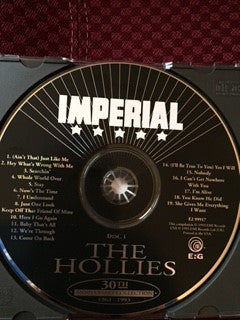 IMPERIAL
1. (Ain't That) Just Like Me
2. Hey What's Wrong With Me
3. Searchin'
4. Whole World Over
5. Stay
6. Now's The Time
7. I Understand
8. Just One Look
Keep Off That Friend Of Mine
10. Here I Go Again
11. Baby That's All
12. We're Through
13. Come On Back
14. (I'll Be True To You) Yes I Will
15. Nobody
16. I Can't Get Nowhere
With You
17. I'm Alive
18. You Know He Did
19. She Gives Me Everything
I Want
DISC 1
THE
HOLLIES
30TH
ANNIVERSARY COLLECTION
1963 - 1993
E:G